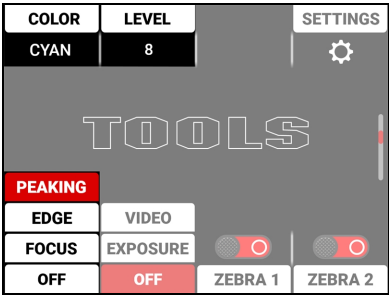 COLOR LEVEL SETTINGS
CYAN 8
TOOLS
PEAKING
EDGE VIDEO
FOCUS EXPOSURE
OFF OFF ZEBRA 1 ZEBRA 2